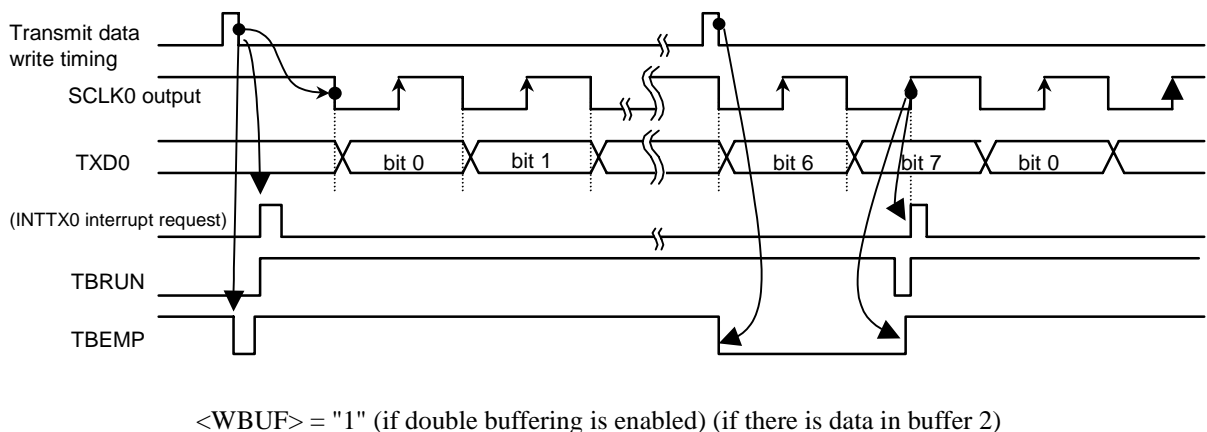 Transmit data
write timing
SCLK0 output
TXD0
bit 0
bit 1
bit 6
bit 7
bit 0
(INTTX0 interrupt request)
TBRUN
TBEMP
<WBUF> = "1" (if double buffering is enabled) (if there is data in buffer 2)